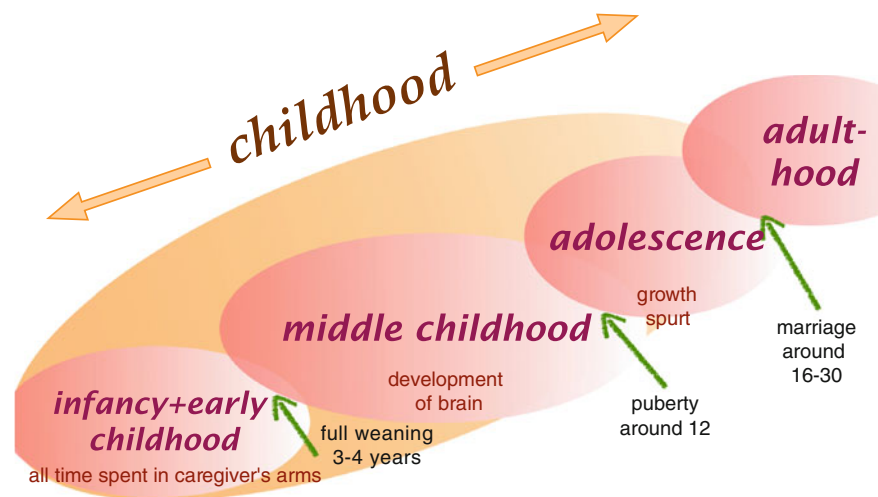 childhood
adult-
hood
adolescence
growth
spurt
marriage
around
16-30
middle childhood
development
of brain
puberty
around 12
infancy+early
childhood
full weaning
3-4 years
all time spent in caregiver's arms